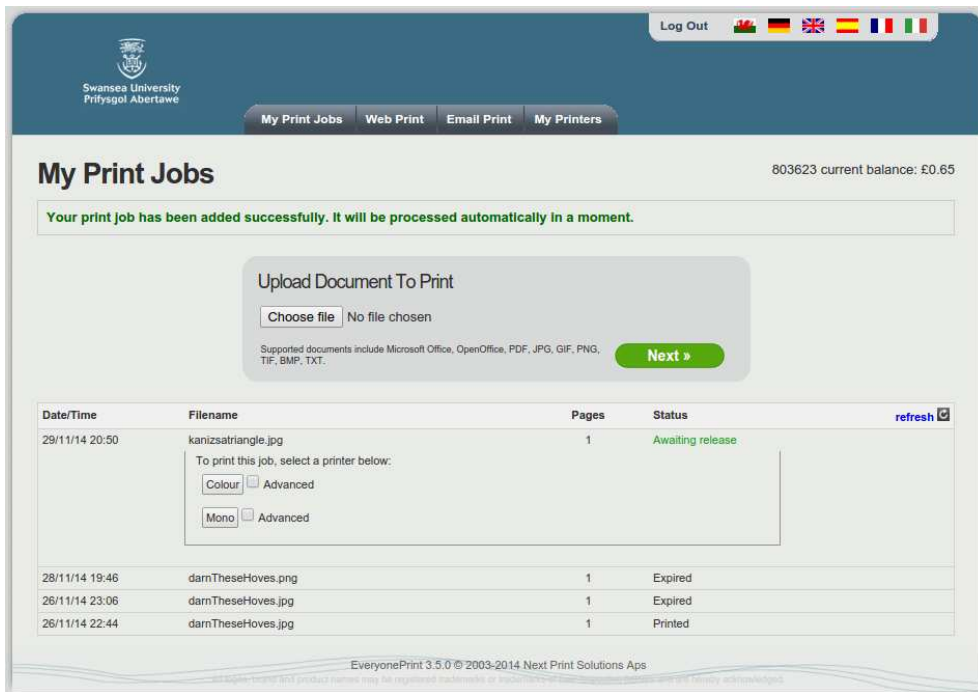 Log Out
Swansea University
Prifysgol Abertawe
My Print Jobs Web Print Email Print My Printers
My Print Jobs
803623 current balance: £0.65
Your print job has been added successfully. It will be processed automatically in a moment.
Upload Document To Print
Choose file No file chosen
Supported documents include Microsoft Office, OpenOffice, PDF, JPG, GIF, PNG,
TIF, BMP, TXT.
Next »
Date/Time Filename Pages Status refresh
29/11/14 20:50 kanizsatriangle.jpg 1 Awaiting release
To print this job, select a printer below:
Colour Advanced
Mono Advanced
28/11/14 19:46 darnTheseHoves.png 1 Expired
26/11/14 23:06 darnTheseHoves.jpg 1 Expired
26/11/14 22:44 darnTheseHoves.jpg 1 Printed
EveryonePrint 3.5.0 © 2003-2014 Next Print Solutions Aps